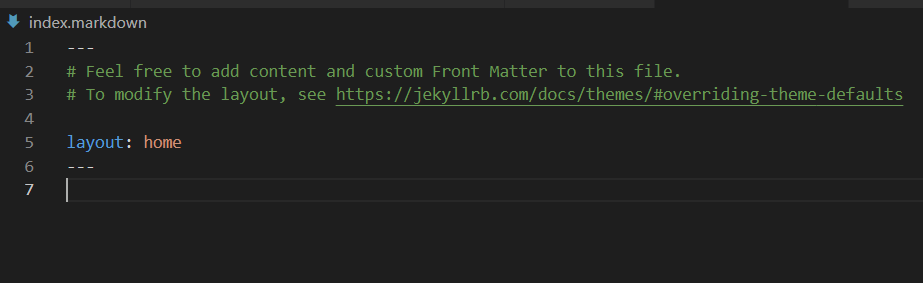 index.markdown
1 ---
2 # Feel free to add content and custom Front Matter to this file.
3 # To modify the layout, see https://jekyllrb.com/docs/themes/#overriding-theme-defaults
4
5 layout: home
6 ---
7